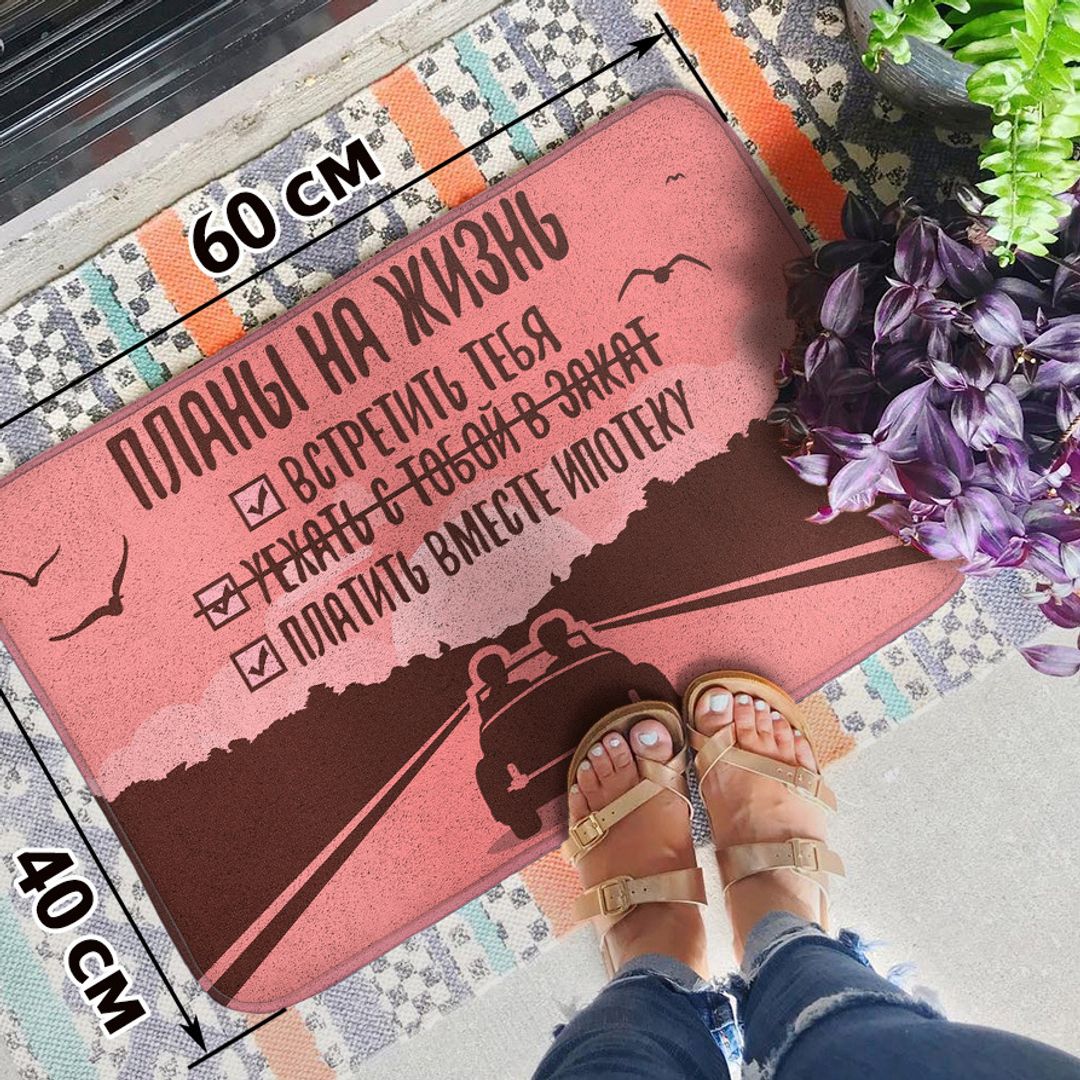 60 см
ПЛАНЫ НА ЖИЗНЬ
ВСТРЕТИТЬ ТЕБЯ
УЕХАТЬ С ТОБОЙ В ЗАКАТ
ПЛАТИТЬ ВМЕСТЕ ИПОТЕКУ
40 см